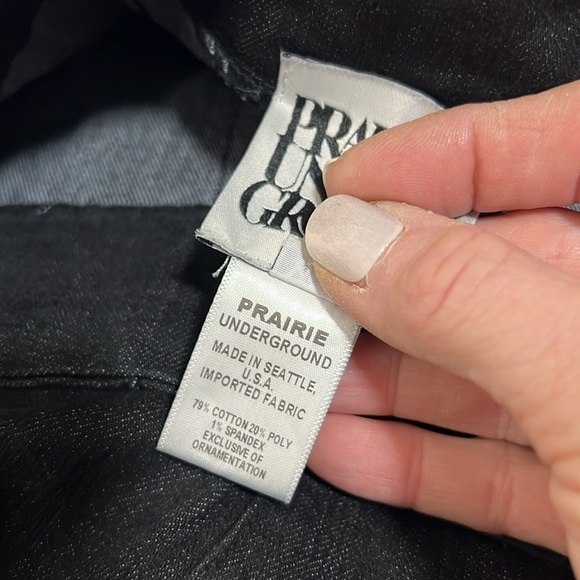 PRAIRIE
UNDERGROUND
MADE IN SEATTLE,
U.S.A.
IMPORTED FABRIC
79% COTTON 20% POLY
1% SPANDEX
EXCLUSIVE OF
ORNAMENTATION